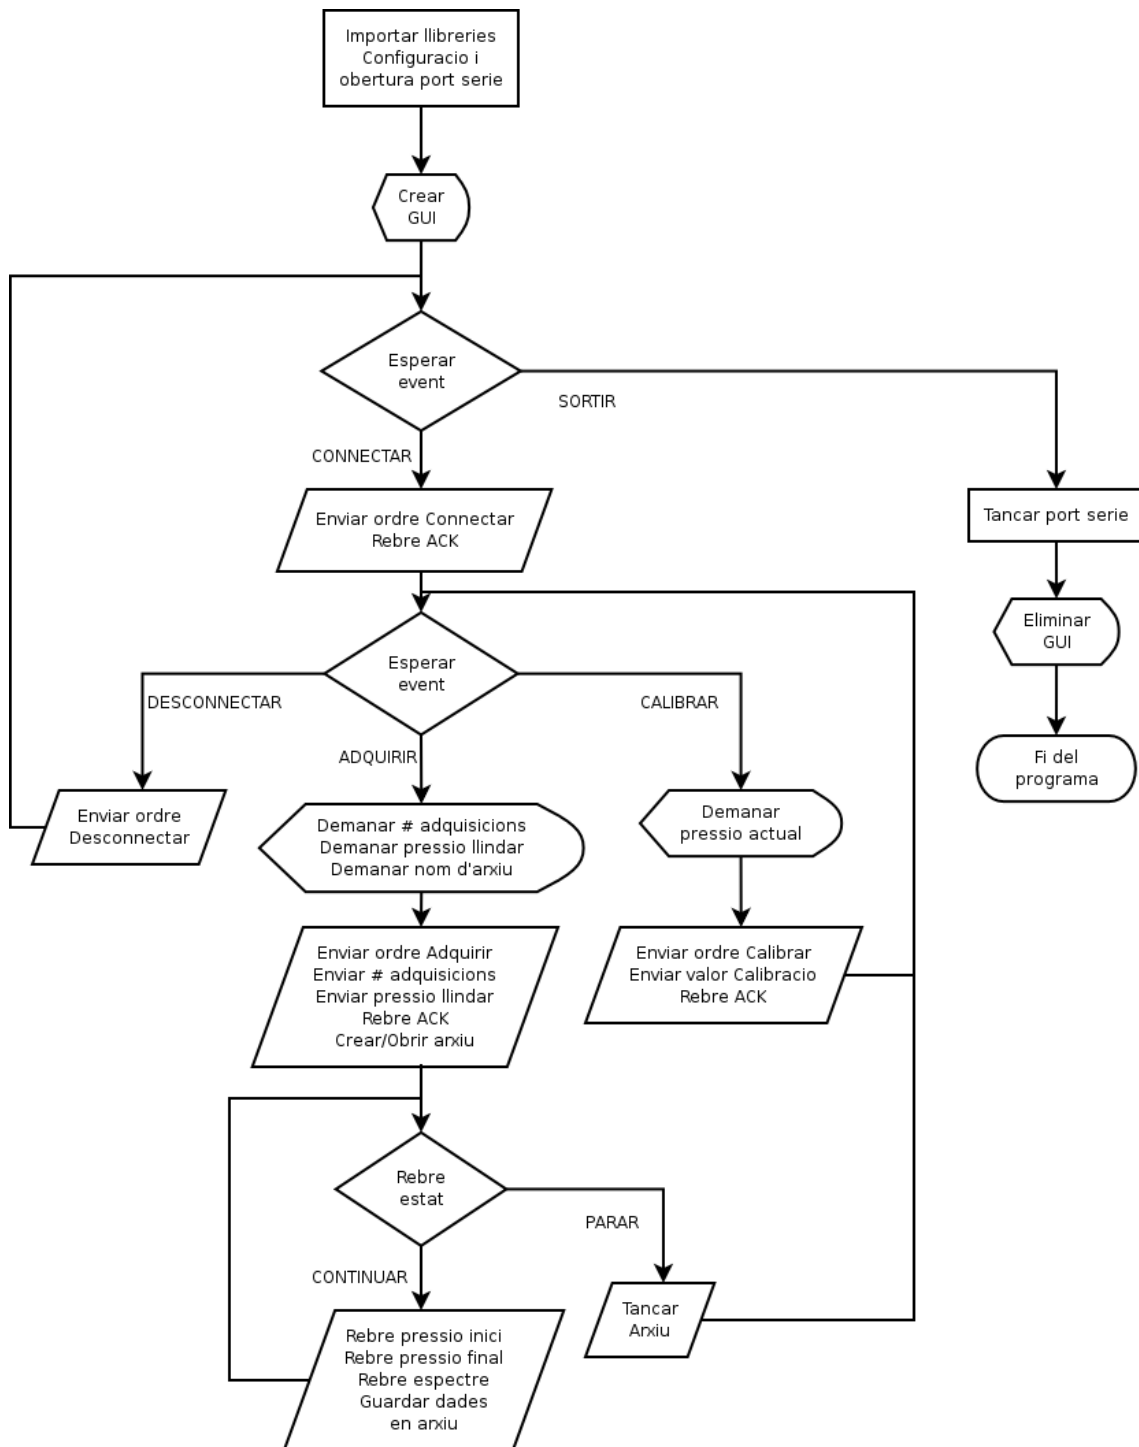 Importar llibreries
Configuracio i
obertura port serie
Crear
GUI
Esperar
event
SORTIR
CONNECTAR
Enviar ordre Connectar
Rebre ACK
Tancar port serie
Eliminar
GUI
Fi del
programa
Esperar
event
DESCONNECTAR
CALIBRAR
ADQUIRIR
Enviar ordre
Desconnectar
Demanar # adquisicions
Demanar pressio llindar
Demanar nom d'arxiu
Demanar
pressio actual
Enviar ordre Adquirir
Enviar # adquisicions
Enviar pressio llindar
Rebre ACK
Crear/Obrir arxiu
Enviar ordre Calibrar
Enviar valor Calibracio
Rebre ACK
Rebre
estat
PARAR
CONTINUAR
Tancar
Arxiu
Rebre pressio inici
Rebre pressio final
Rebre espectre
Guardar dades
en arxiu